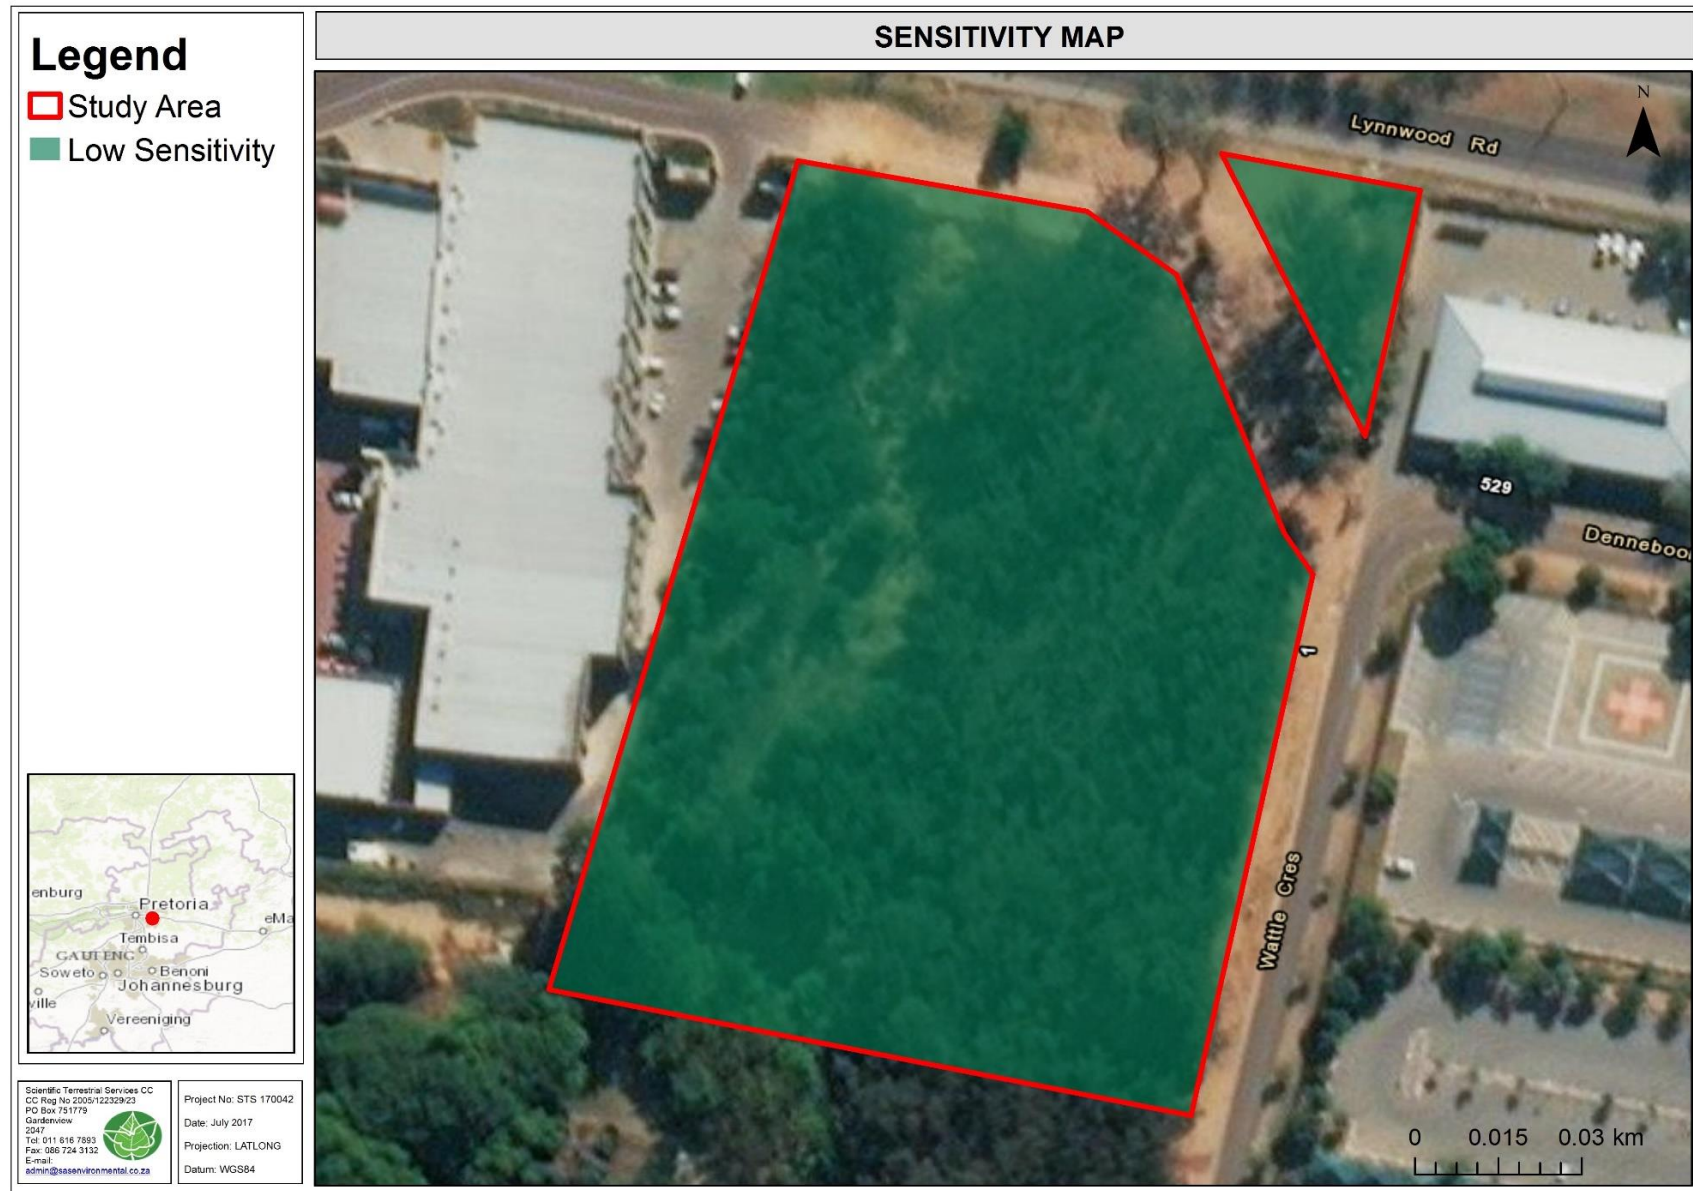 SENSITIVITY MAP
Legend
Study Area
Low Sensitivity
N
Lynnwood Rd
529
1
Wattle Cres
enburg
Pretoria
eMa
Tembisa
GAUTENG
Soweto
Benoni
Johannesburg
ville
Vereeniging
Scientific Terrestrial Services CC
CC Reg No 2005/122329/23
PO Box 751779
Gardenview
2047
Tel: 011 616 7893
Fax: 086 724 3132
E-mail:
admin@sasenvironmental.co.za
Project No: STS 170042
Date: July 2017
Projection: LATLONG
Datum: WGS84
0 0.015 0.03 km